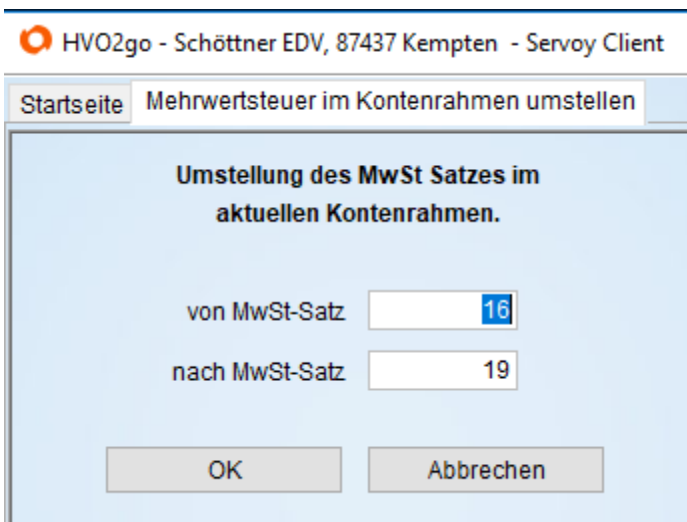 HVO2go - Schöttner EDV, 87437 Kempten - Servoy Client
Startseite Mehrwertsteuer im Kontenrahmen umstellen
Umstellung des MwSt Satzes im
aktuellen Kontenrahmen.
von MwSt-Satz 16
nach MwSt-Satz 19
OK Abbrechen